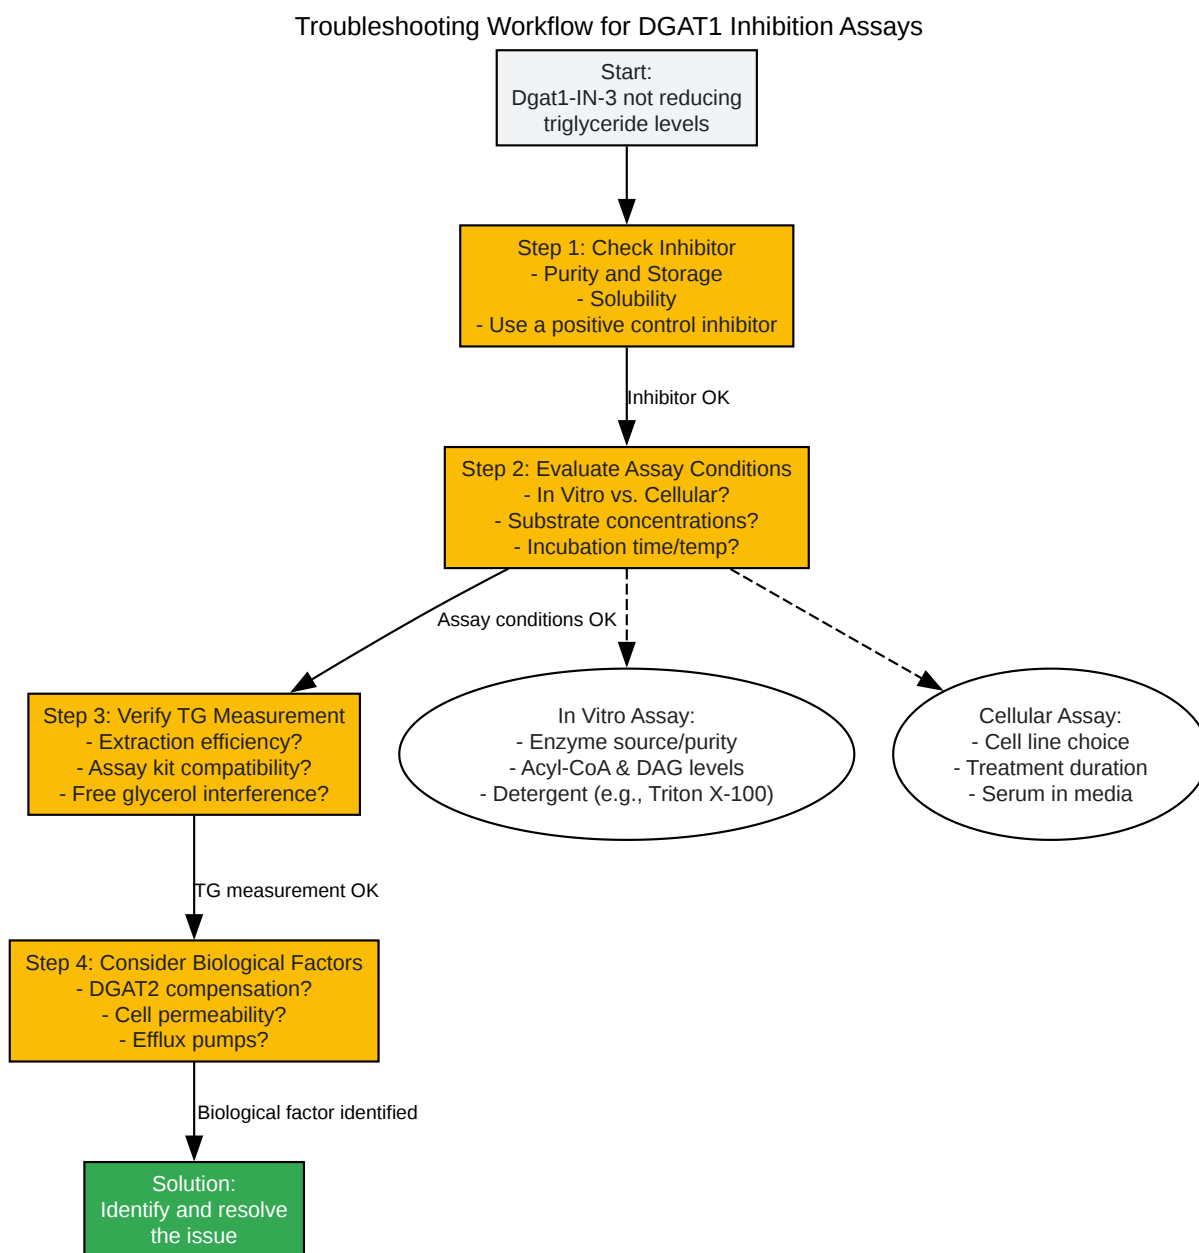 Troubleshooting Workflow for DGAT1 Inhibition Assays
Start:
Dgat1-IN-3 not reducing
triglyceride levels
Step 1: Check Inhibitor
- Purity and Storage
- Solubility
- Use a positive control inhibitor
Inhibitor OK
Step 2: Evaluate Assay Conditions
- In Vitro vs. Cellular?
- Substrate concentrations?
- Incubation time/temp?
Assay conditions OK
Step 3: Verify TG Measurement
- Extraction efficiency?
- Assay kit compatibility?
- Free glycerol interference?
In Vitro Assay:
- Enzyme source/purity
- Acyl-CoA & DAG levels
- Detergent (e.g., Triton X-100)
Cellular Assay:
- Cell line choice
- Treatment duration
- Serum in media
TG measurement OK
Step 4: Consider Biological Factors
- DGAT2 compensation?
- Cell permeability?
- Efflux pumps?
Biological factor identified
Solution:
Identify and resolve
the issue